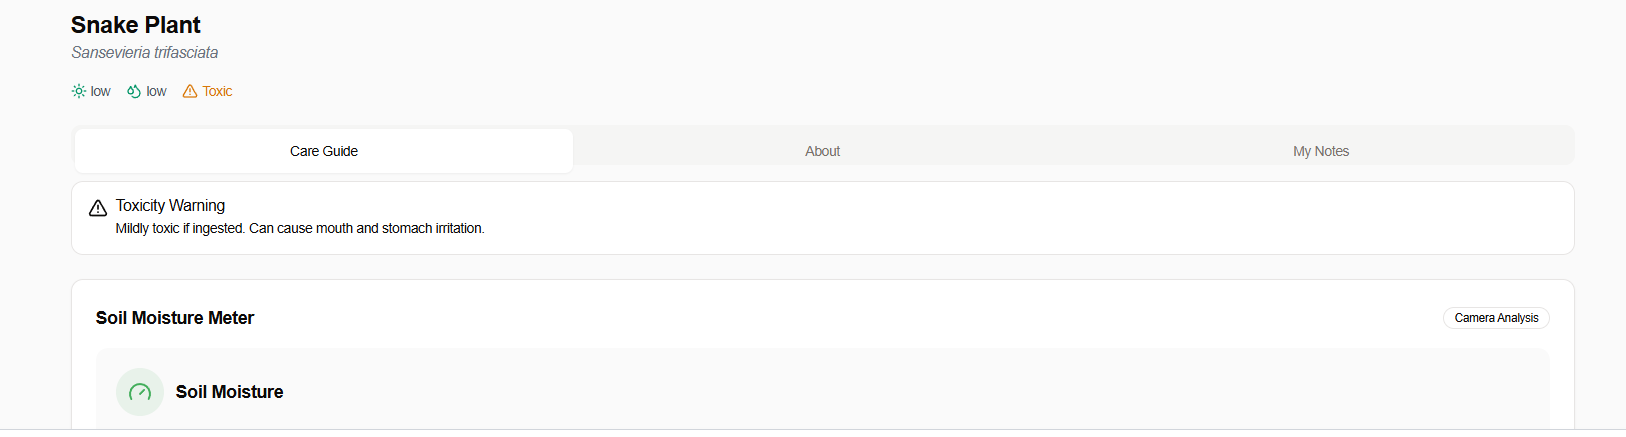 Snake Plant
Sansevieria trifasciata
low low Toxic
Care Guide About My Notes
Toxicity Warning
Mildly toxic if ingested. Can cause mouth and stomach irritation.
Soil Moisture Meter Camera Analysis
Soil Moisture